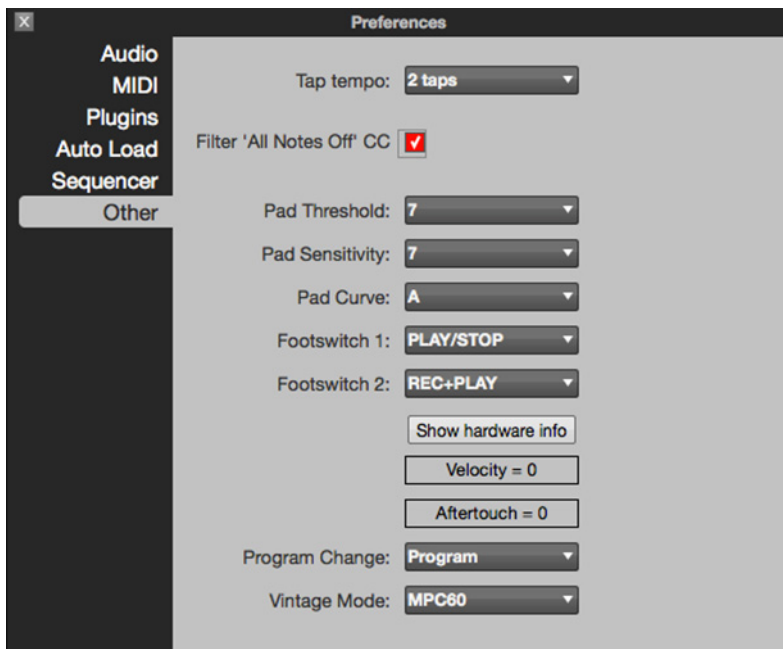 X
Preferences
Audio
MIDI
Plugins
Auto Load
Sequencer
Other
Tap tempo: 2 taps
Filter 'All Notes Off' CC
Pad Threshold: 7
Pad Sensitivity: 7
Pad Curve: A
Footswitch 1: PLAY/STOP
Footswitch 2: REC+PLAY
Show hardware info
Velocity = 0
Aftertouch = 0
Program Change: Program
Vintage Mode: MPC60